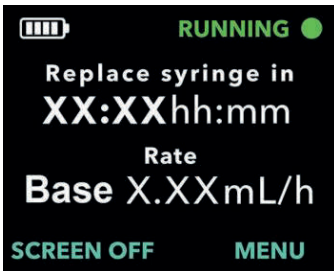 RUNNING
Replace syringe in
XX:XXhh:mm
Rate
Base X.XXmL/h
SCREEN OFF MENU